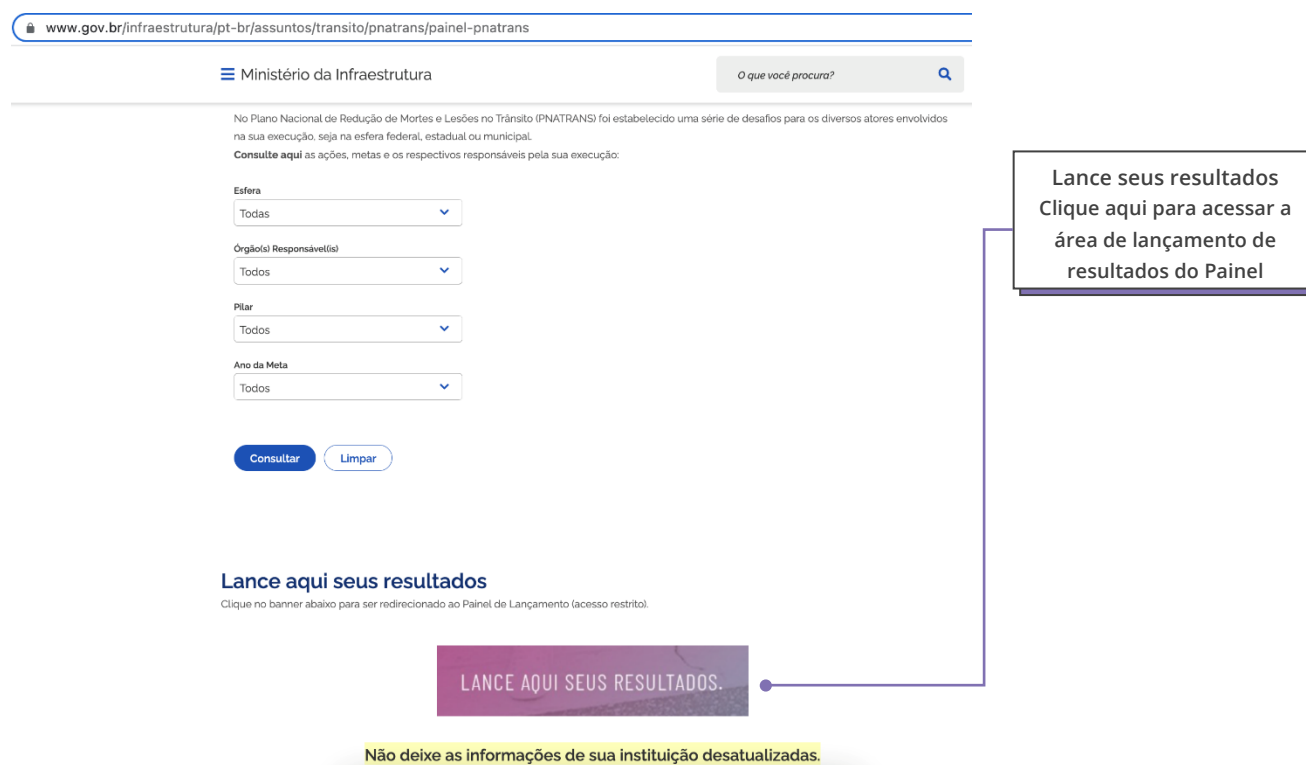 www.gov.br/infraestrutura/pt-br/assuntos/transito/pnatrans/painel-pnatrans
Ministério da Infraestrutura
O que você procura?
No Plano Nacional de Redução de Mortes e Lesões no Trânsito (PNATRANS) foi estabelecido uma série de desafios para os diversos atores envolvidos
na sua execução, seja na esfera federal, estadual ou municipal.
Consulte aqui as ações, metas e os respectivos responsáveis pela sua execução:
Esfera
Todas
Órgão(s) Responsável(is)
Todos
Pilar
Todos
Ano da Meta
Todos
Consultar
Limpar
Lance seus resultados
Clique aqui para acessar a
área de lançamento de
resultados do Painel
Lance aqui seus resultados
Clique no banner abaixo para ser redirecionado ao Painel de Lançamento (acesso restrito).
LANCE AQUI SEUS RESULTADOS.
Não deixe as informações de sua instituição desatualizadas.